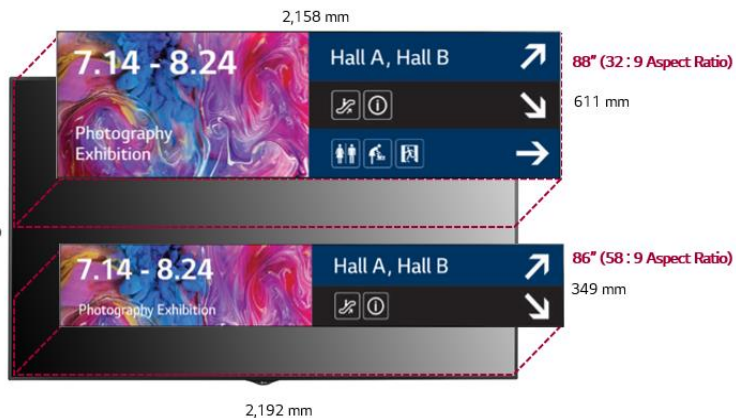 2,158 mm
7.14 - 8.24
Photography
Exhibition
Hall A, Hall B
88" (32 : 9 Aspect Ratio)
611 mm
7.14 - 8.24
Photography Exhibition
Hall A, Hall B
86" (58 : 9 Aspect Ratio)
349 mm
2,192 mm